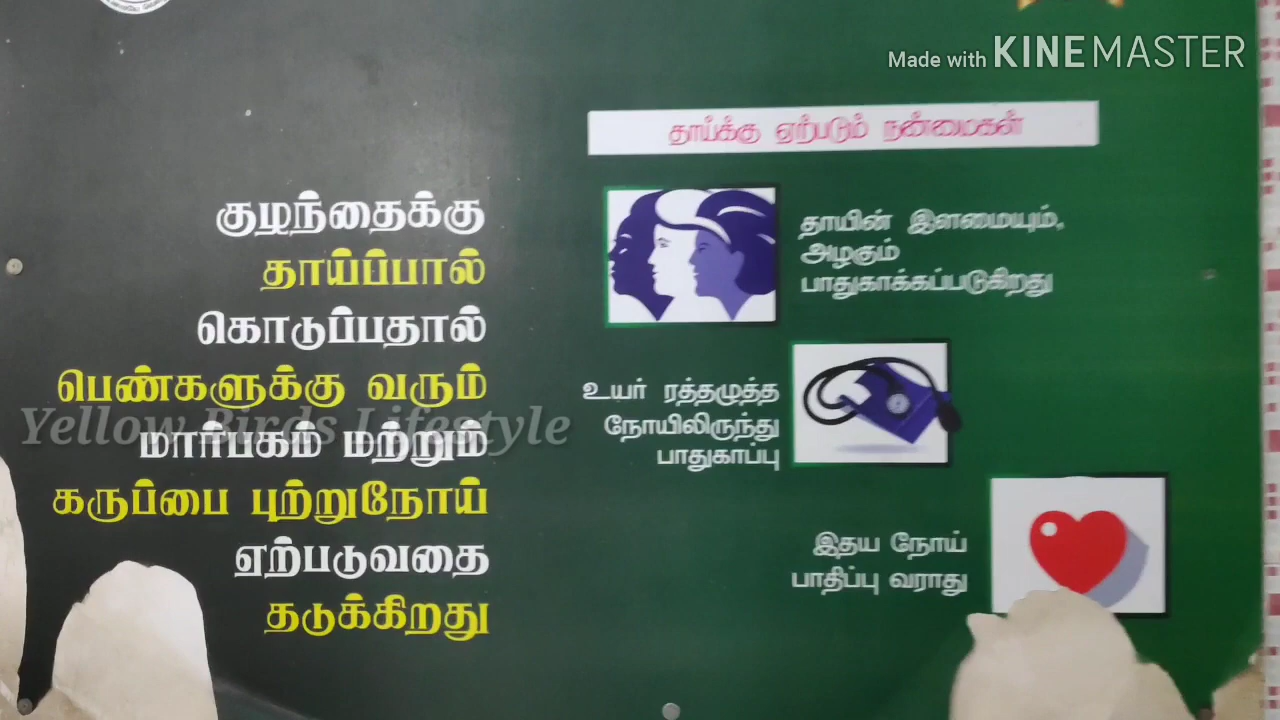 Made with KINEMASTER
தாய்க்கு ஏற்படும் நன்மைகள்
குழந்தைக்கு
தாய்ப்பால்
கொடுப்பதால்
பெண்களுக்கு வரும்
Yellow Birds Lifestyle
மார்பகம் மற்றும்
கருப்பை புற்றுநோய்
ஏற்படுவதை
தடுக்கிறது
தாயின் இளமையும்,
அழகும்
பாதுகாக்கப்படுகிறது
உயர் ரத்தழுத்த
நோயிலிருந்து
பாதுகாப்பு
இதய நோய்
பாதிப்பு வராது